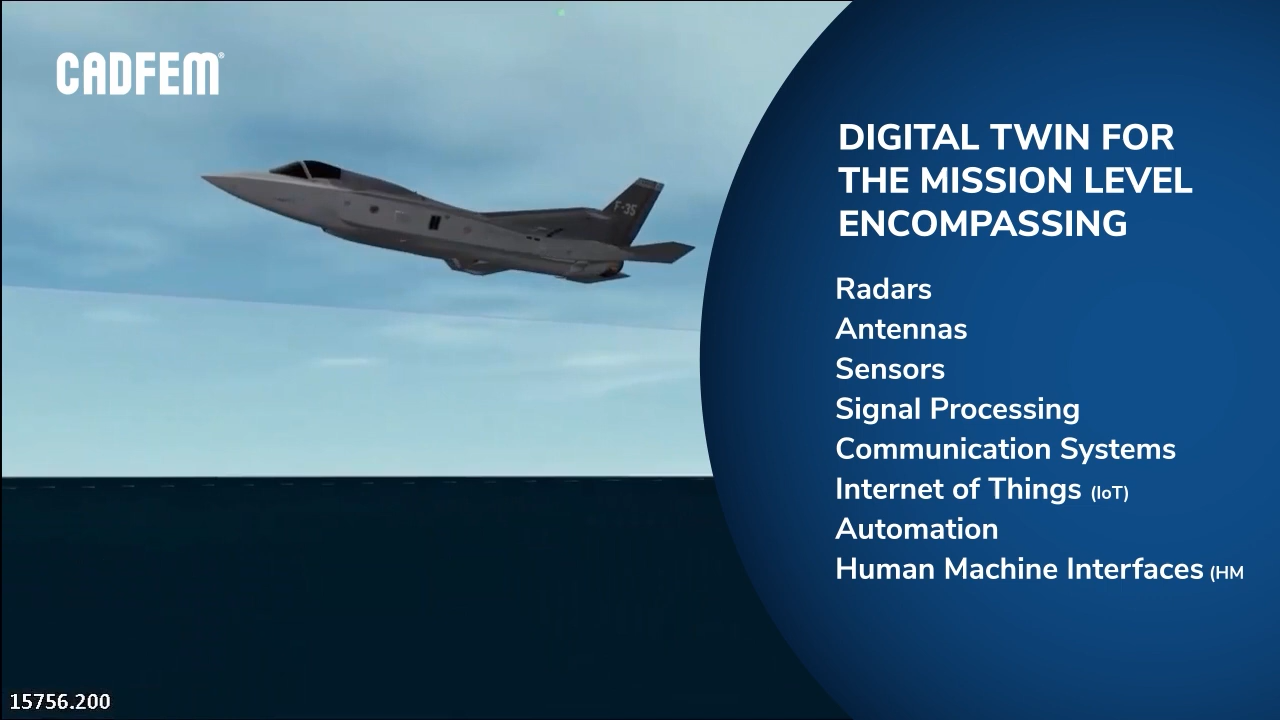 CADFEM®
F-35
DIGITAL TWIN FOR
THE MISSION LEVEL
ENCOMPASSING
Radars
Antennas
Sensors
Signal Processing
Communication Systems
Internet of Things (IoT)
Automation
Human Machine Interfaces (HM
15756.200